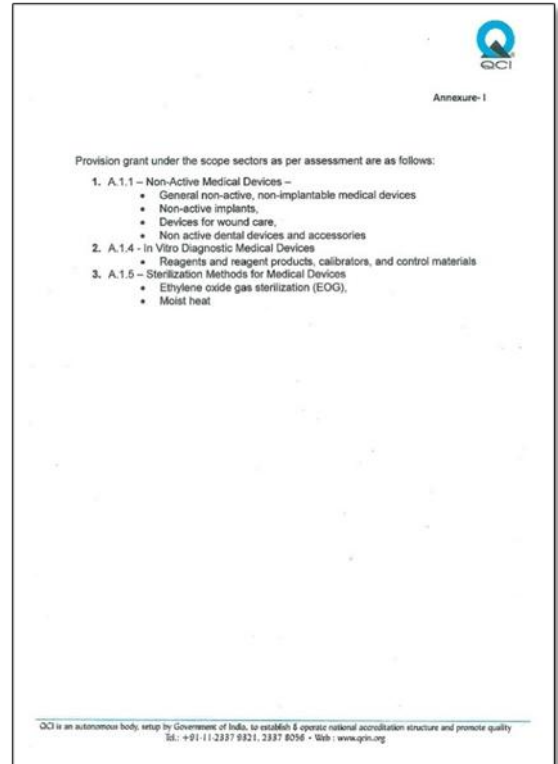 QCI
Annexure- I
Provision grant under the scope sectors as per assessment are as follows:
1. A.1.1 – Non-Active Medical Devices –
• General non-active, non-implantable medical devices
• Non-active implants,
• Devices for wound care,
• Non active dental devices and accessories
2. A.1.4 - In Vitro Diagnostic Medical Devices
• Reagents and reagent products, calibrators, and control materials
3. A.1.5 – Sterilization Methods for Medical Devices
• Ethylene oxide gas sterilization (EOG),
• Moist heat
QCI is an autonomous body, setup by Government of India, to establish & operate national accreditation structure and promote quality
Tel.: +91-11-2337 9321, 2337 8056 • Web : www.qcin.org